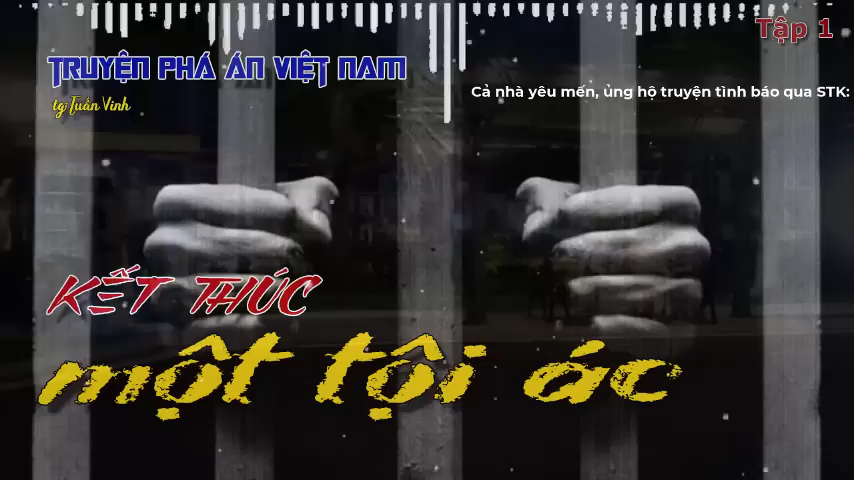 Tập 1
TRUYỆN PHÁ ÁN VIỆT NAM
tg: Tuấn Vinh
Cả nhà yêu mến, ủng hộ truyện tình báo qua STK:
KẾT THÚC
một tội ác